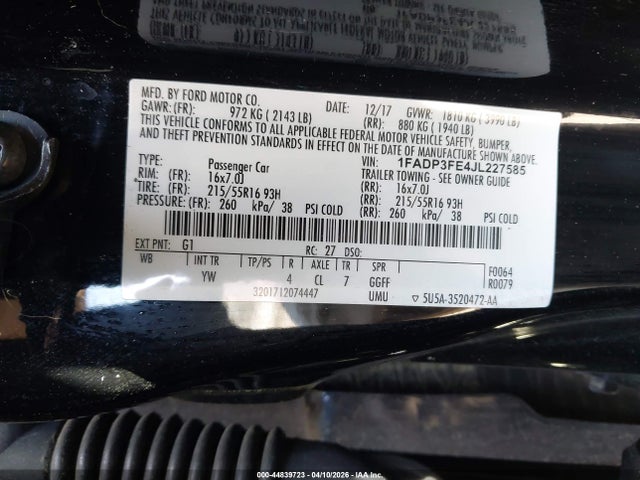 MFD. BY FORD MOTOR CO.
DATE: 12/17 GVWR: 1810 KG ( 3990 LB)
GAWR: (FR): 972 KG ( 2143 LB) (RR): 880 KG ( 1940 LB)
THIS VEHICLE CONFORMS TO ALL APPLICABLE FEDERAL MOTOR VEHICLE SAFETY, BUMPER,
AND THEFT PREVENTION STANDARDS IN EFFECT ON THE DATE OF MANUFACTURE SHOWN ABOVE.
VIN: 1FADP3FE4JL227585
TYPE: Passenger Car TRAILER TOWING - SEE OWNER GUIDE
RIM: (FR): 16x7.0J (RR): 16x7.0J
TIRE: (FR): 215/55R16 93H (RR): 215/55R16 93H
PRESSURE: (FR): 260 kPa/ 38 PSI COLD (RR): 260 kPa/ 38 PSI COLD
EXT PNT: G1 RC: 27 DSO:
WB INT TR TP/PS R AXLE TR SPR F0064
YW 4 CL 7 GGFF R0079
3201712074447 UMU ▽ 5U5A-3520472-AA
000-44839723 - 04/10/2026 - IAA Inc.